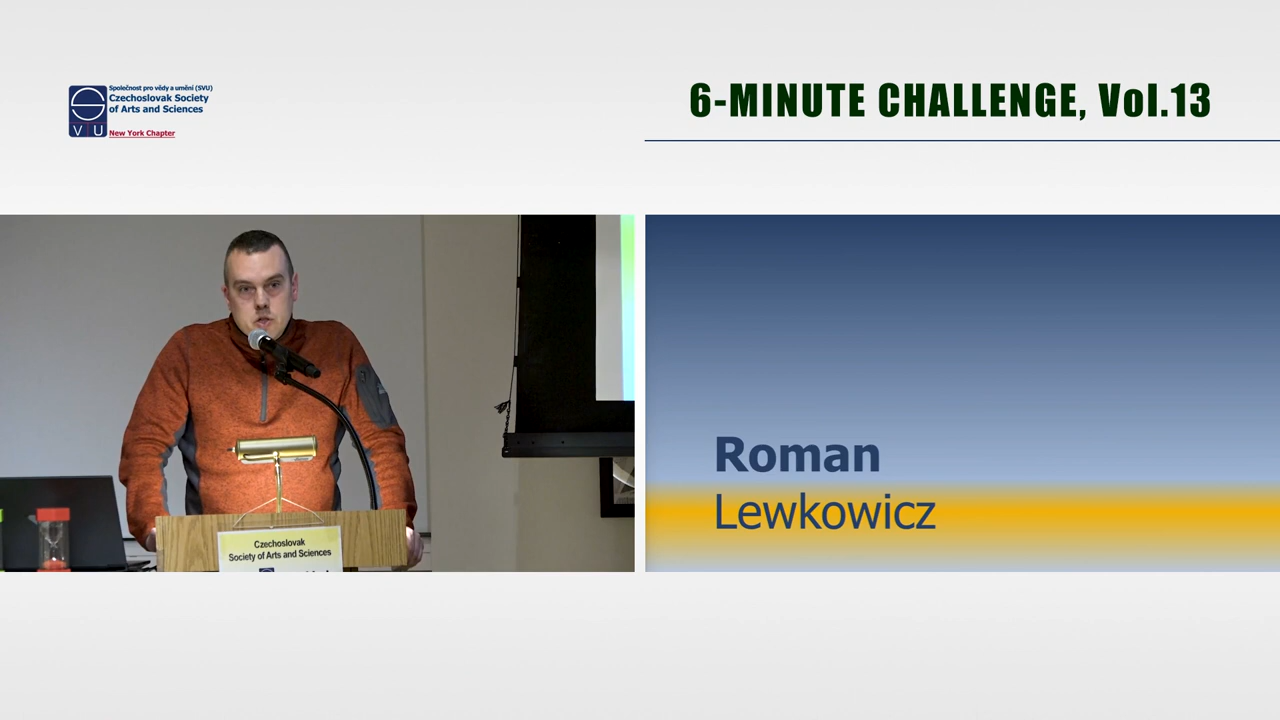 Společnost pro vědy a umění (SVU)
Czechoslovak Society
of Arts and Sciences
V U
New York Chapter
6-MINUTE CHALLENGE, Vol.13
Roman
Lewkowicz
Czechoslovak
Society of Arts and Sciences